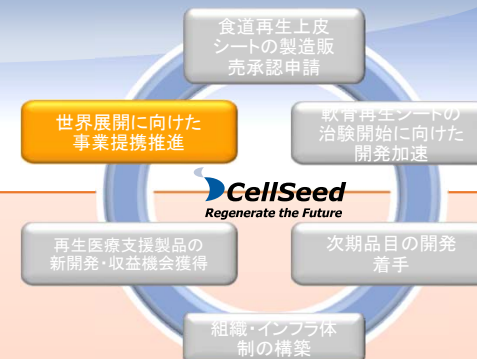 食道再生上皮
シートの製造販
売承認申請
世界展開に向けた
事業提携推進
軟骨再生シートの
治験開始に向けた
開発加速
CellSeed
Regenerate the Future
再生医療支援製品の
新開発・収益機会獲得
次期品目の開発
着手
組織・インフラ体
制の構築